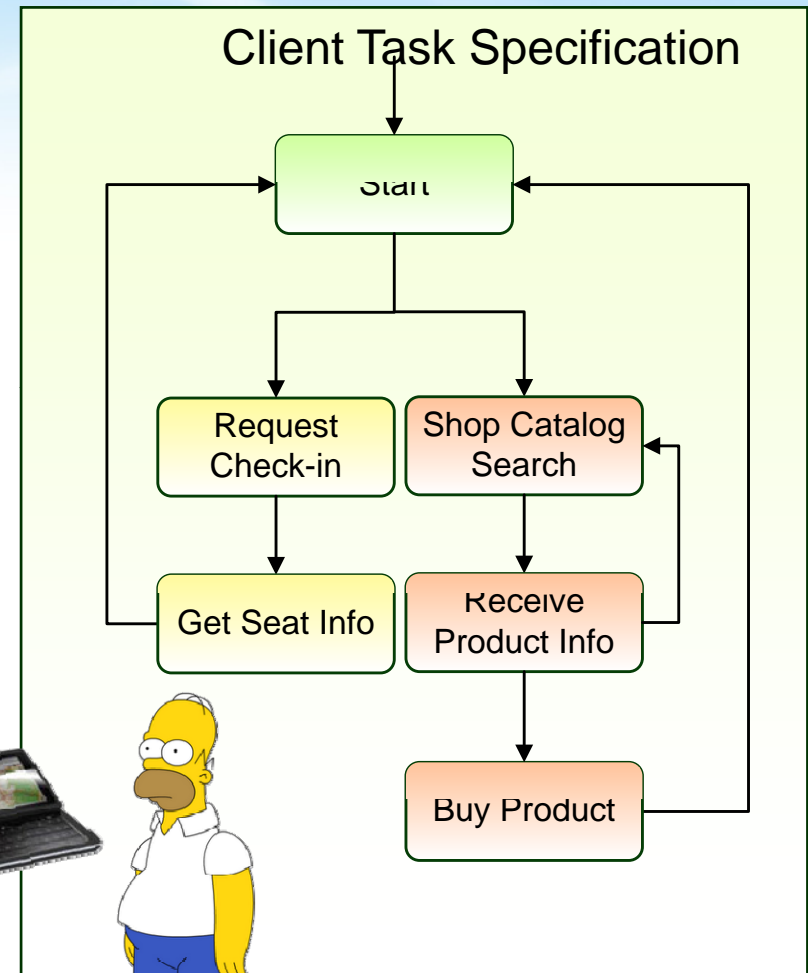 Client Task Specification
Start
Request
Check-in
Shop Catalog
Search
Get Seat Info
Receive
Product Info
Buy Product